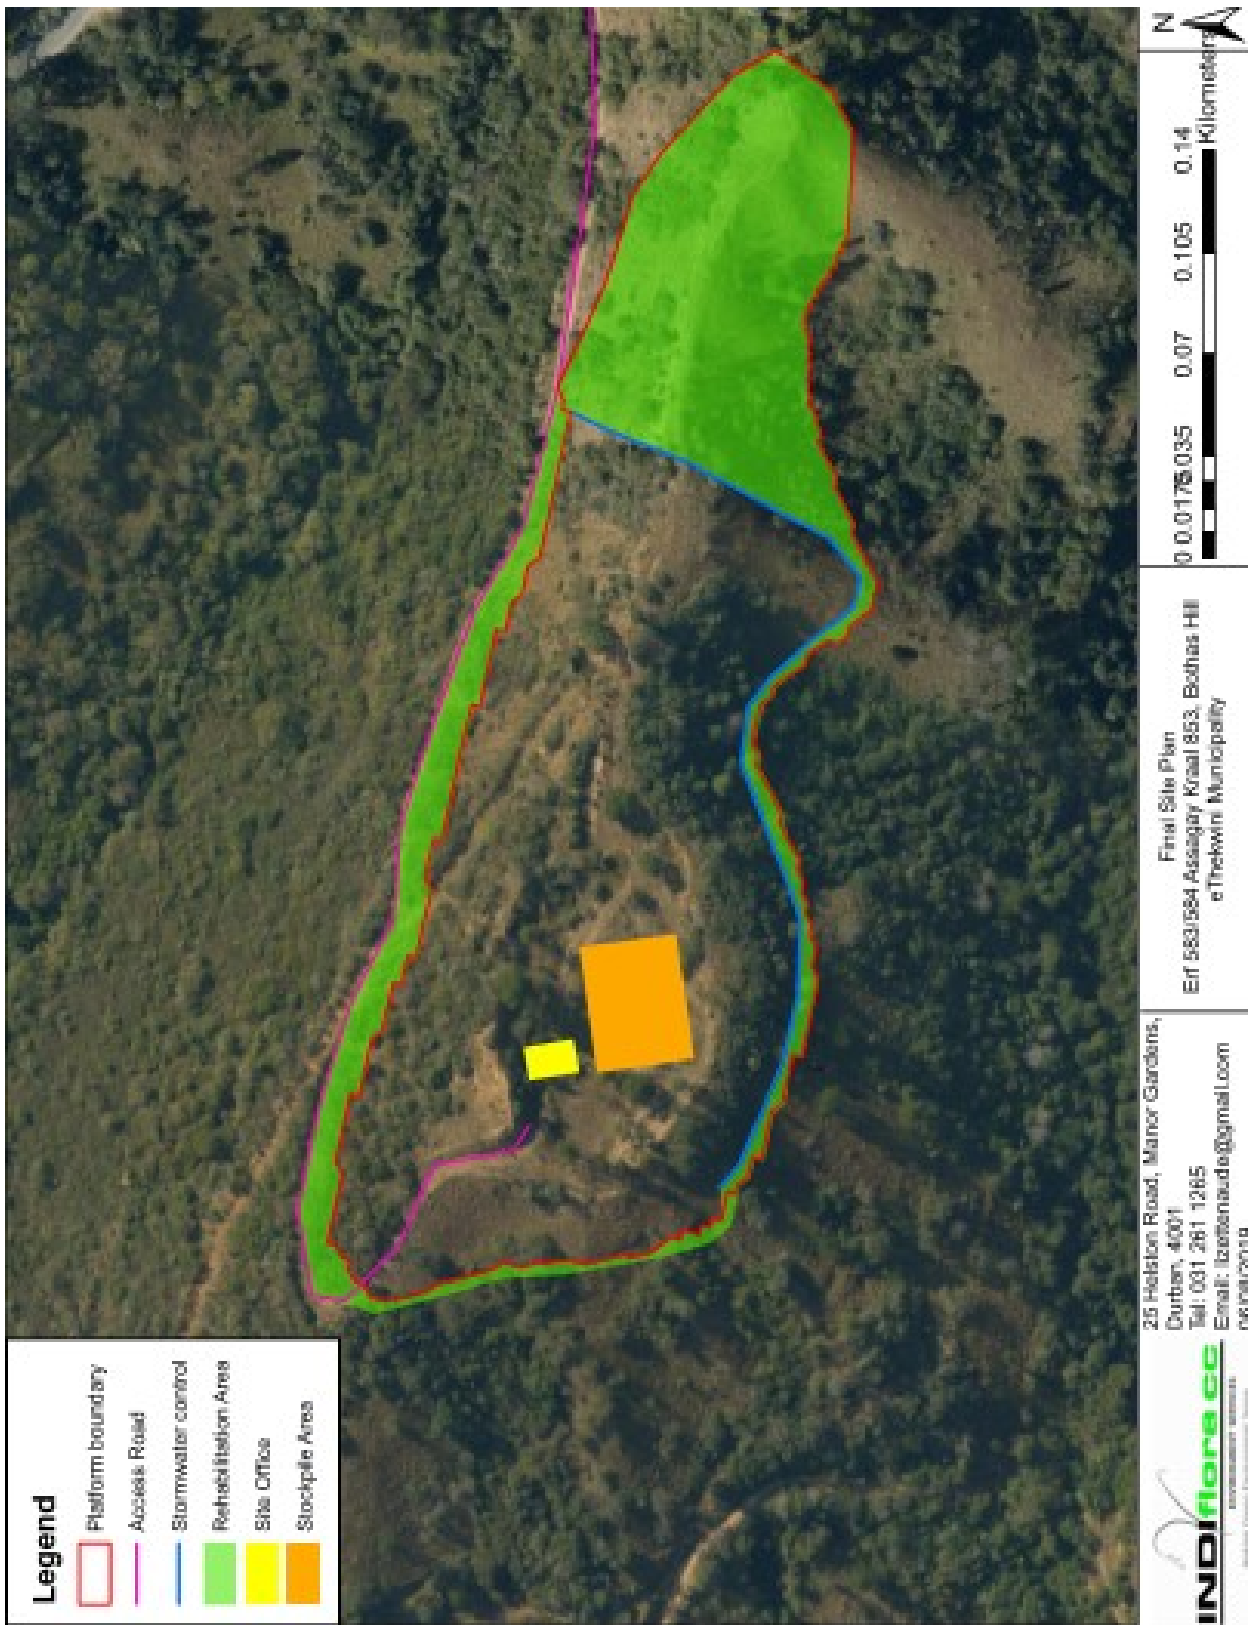 Legend
Platform boundary
Access Road
Stormwater control
Rehabilitation Area
Site Office
Stockpile Area
INDIflora cc
25 Helston Road, Manor Gardens,
Durban, 4001
Tel: 031 261 1265
Email: lizettenaude@gmail.com
Final Site Plan
Erf 583/584 Assagay Kraal 853, Bothas Hill
eThekwini Municipality
0 0.0175 0.035 0.07 0.105 0.14
Kilometers
N